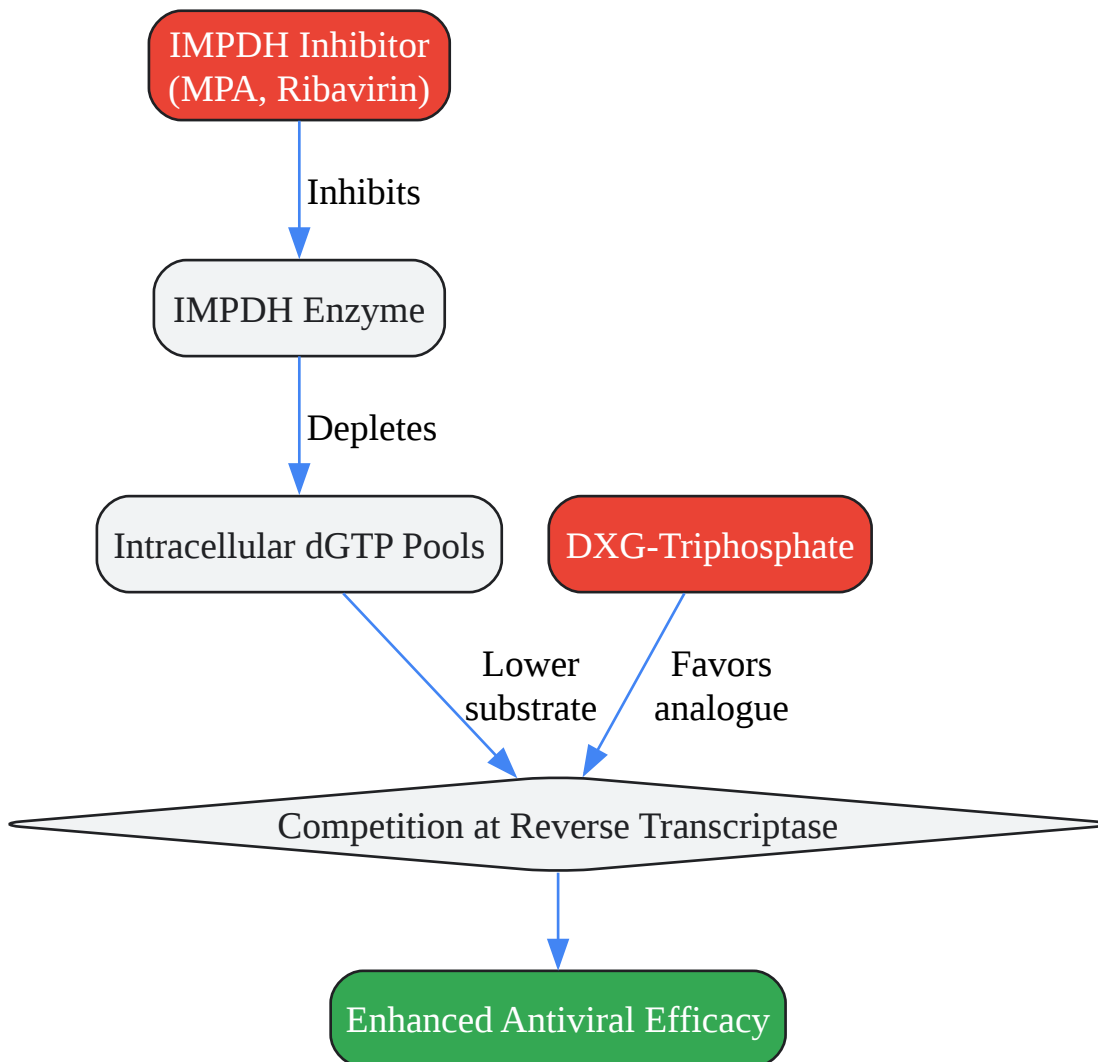 IMPDH Inhibitor
(MPA, Ribavirin)
Inhibits
IMPDH Enzyme
Depletes
Intracellular dGTP Pools
DXG-Triphosphate
Lower
substrate
Favors
analogue
Competition at Reverse Transcriptase
Enhanced Antiviral Efficacy